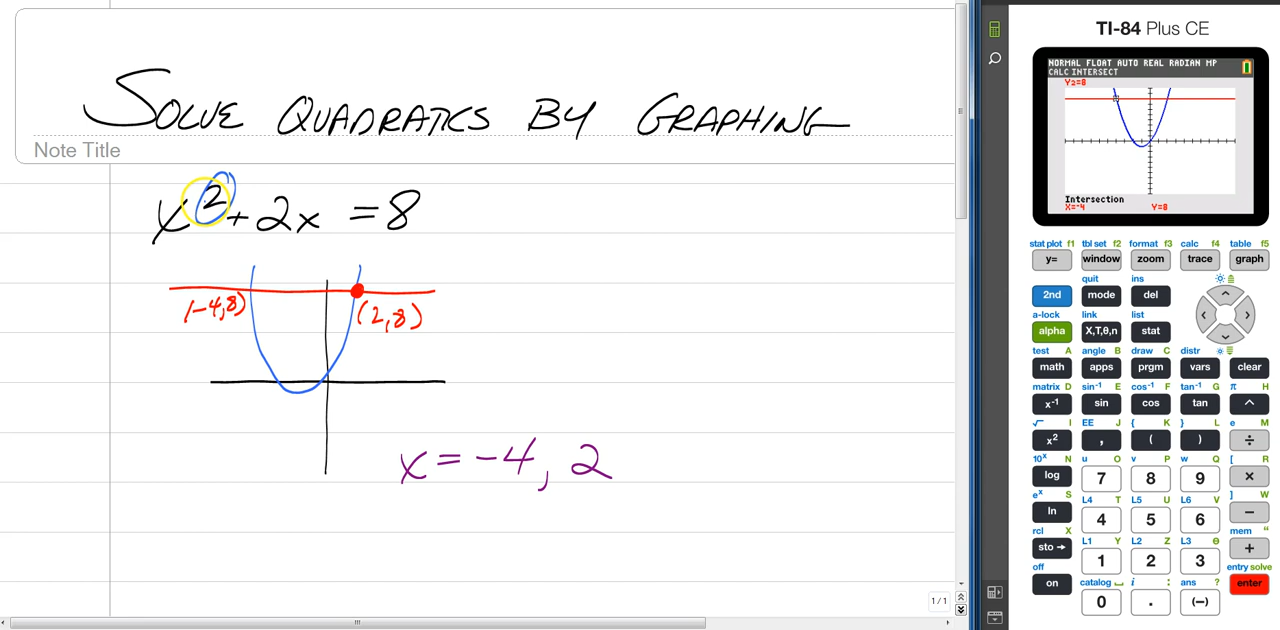 SOLVE QUADRATICS BY GRAPHING
Note Title
x² + 2x = 8
(-4,8)
(2,8)
x = -4, 2
1 / 1
TI-84 Plus CE
NORMAL FLOAT AUTO REAL RADIAN MP
CALC INTERSECT
Y2=8
Intersection
X=-4 Y=8
stat plot f1 tbl set f2 format f3 calc f4 table f5
y= window zoom trace graph
quit ins
2nd mode del
a-lock link list
alpha X,T,θ,n stat
test A angle B draw C distr
math apps prgm vars clear
matrix D sin⁻¹ E cos⁻¹ F tan⁻¹ G π H
x⁻¹ sin cos tan ^
√ I EE J { K } L e M
x² , ( ) ÷
10ˣ N u O v P w Q [ R
log 7 8 9 ×
eˣ S L4 T L5 U L6 V ] W
ln 4 5 6 −
rcl X L1 Y L2 Z L3 θ mem “
sto → 1 2 3 +
off catalog ⎵ i : ans ? entry solve
on 0 . (−) enter